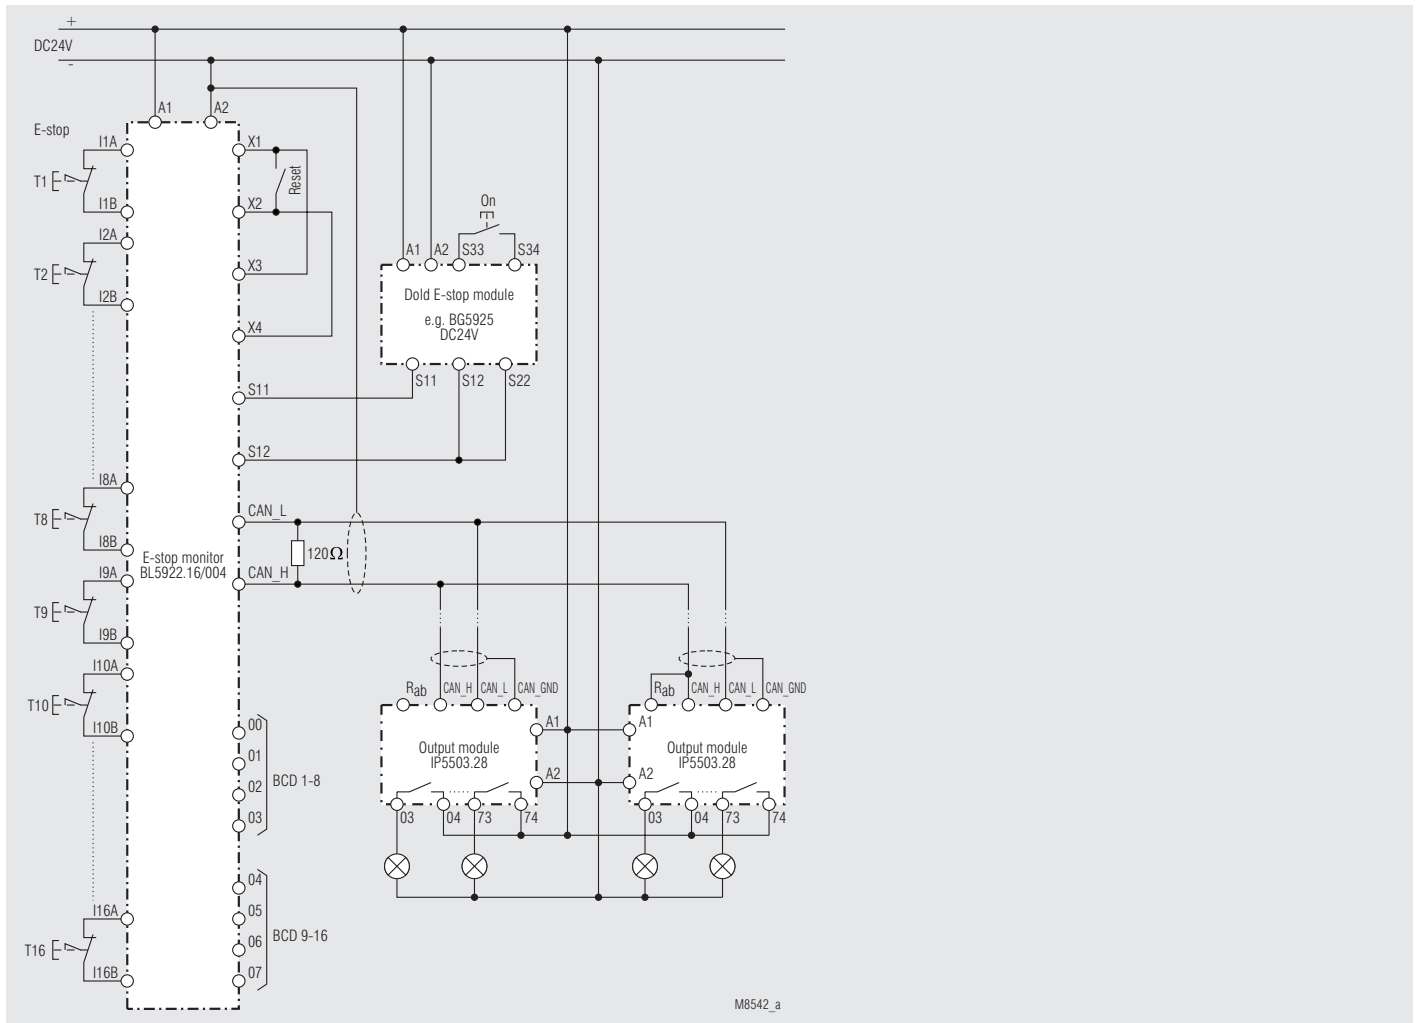 +
DC24V
-
A1
A2
E-stop
I1A
T1
I1B
I2A
T2
I2B
I8A
T8
I8B
I9A
T9
I9B
I10A
T10
I10B
I16A
T16
I16B
E-stop monitor
BL5922.16/004
X1
Reset
X2
X3
X4
S11
S12
CAN_L
120Ω
CAN_H
00
01
02
03
BCD 1-8
04
05
06
07
BCD 9-16
On
A1
A2
S33
S34
Dold E-stop module
e.g. BG5925
DC24V
S11
S12
S22
Rab
CAN_H
CAN_L
CAN_GND
A1
Output module
IP5503.28
A2
03
04
73
74
Rab
CAN_H
CAN_L
CAN_GND
A1
Output module
IP5503.28
A2
03
04
73
74
M8542_a